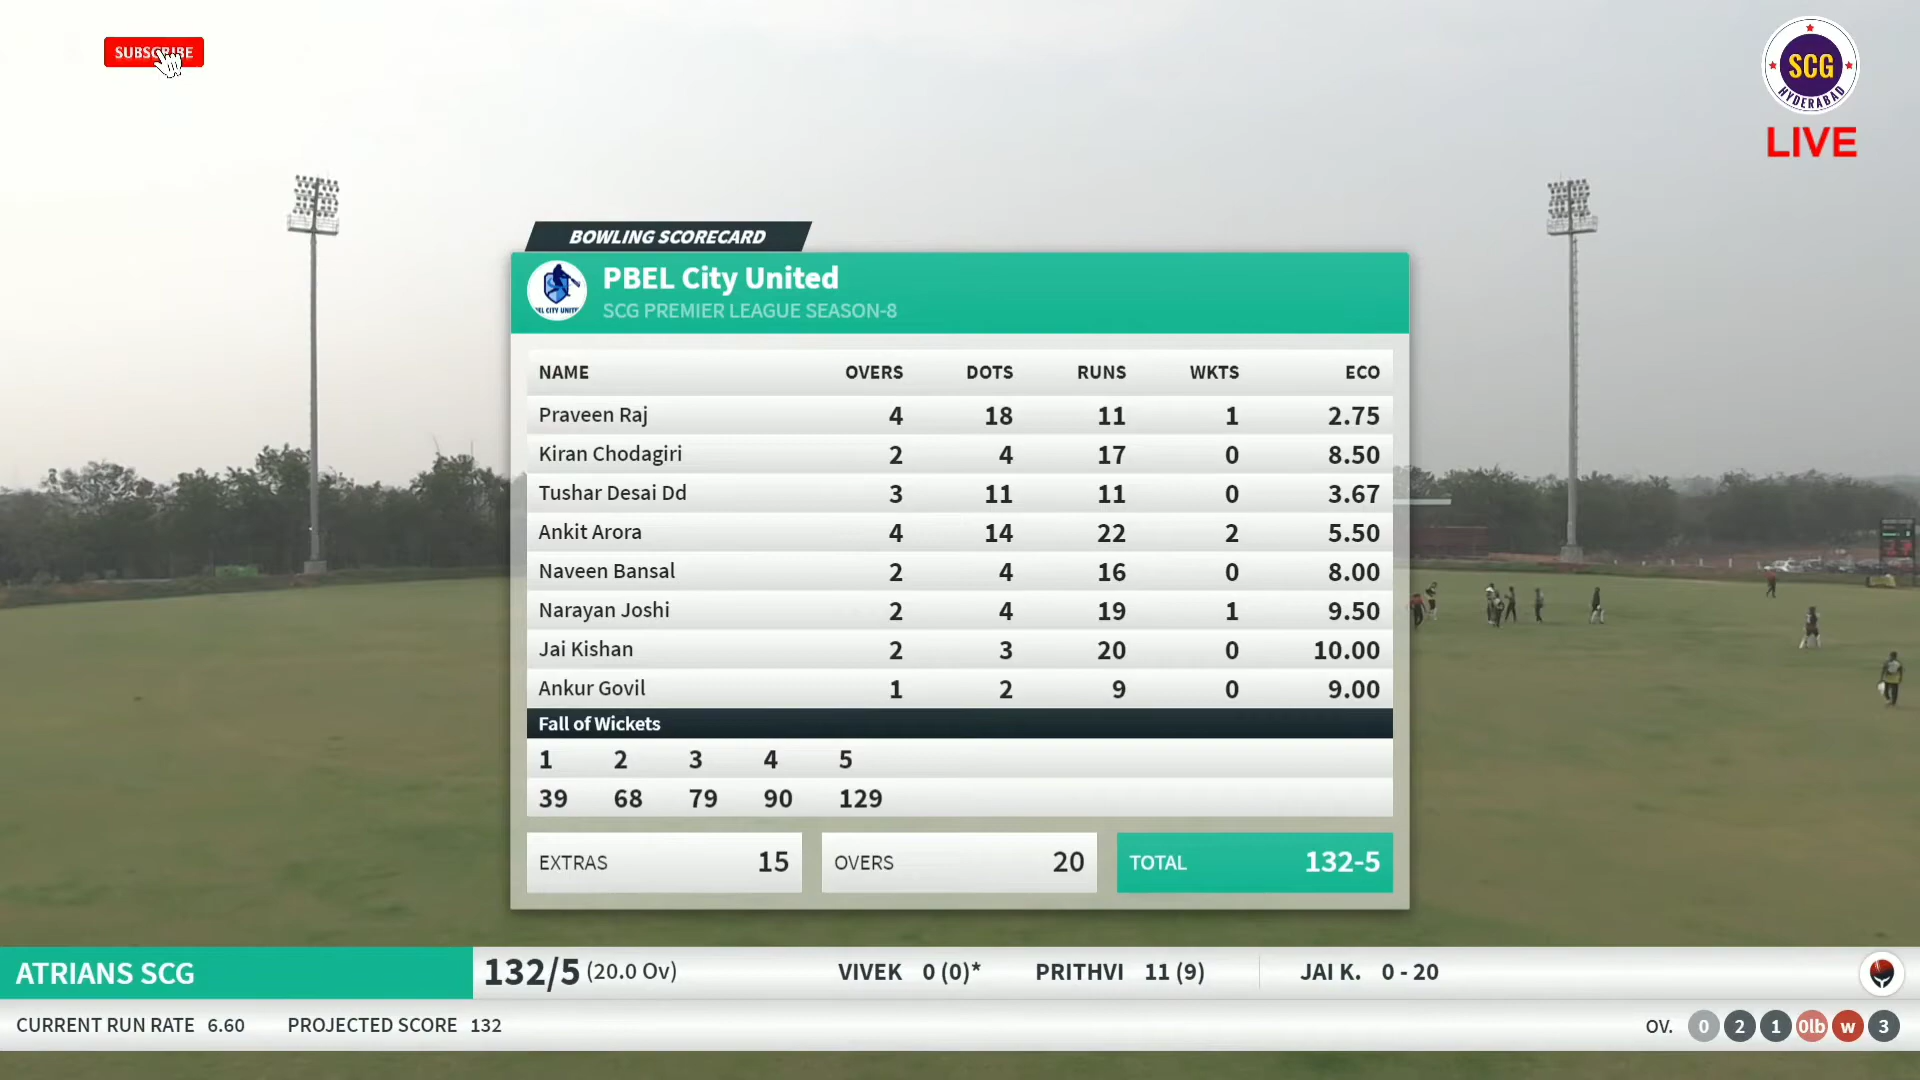 SUBSCRIBE
SCG
HYDERABAD
LIVE
BOWLING SCORECARD
PBEL City United
SCG PREMIER LEAGUE SEASON-8
NAME OVERS DOTS RUNS WKTS ECO
Praveen Raj 4 18 11 1 2.75
Kiran Chodagiri 2 4 17 0 8.50
Tushar Desai Dd 3 11 11 0 3.67
Ankit Arora 4 14 22 2 5.50
Naveen Bansal 2 4 16 0 8.00
Narayan Joshi 2 4 19 1 9.50
Jai Kishan 2 3 20 0 10.00
Ankur Govil 1 2 9 0 9.00
Fall of Wickets
1 2 3 4 5
39 68 79 90 129
EXTRAS 15 OVERS 20 TOTAL 132-5
ATRIANS SCG 132/5 (20.0 Ov) VIVEK 0 (0)* PRITHVI 11 (9) JAI K. 0 - 20
CURRENT RUN RATE 6.60 PROJECTED SCORE 132 OV. 0 2 1 0lb w 3